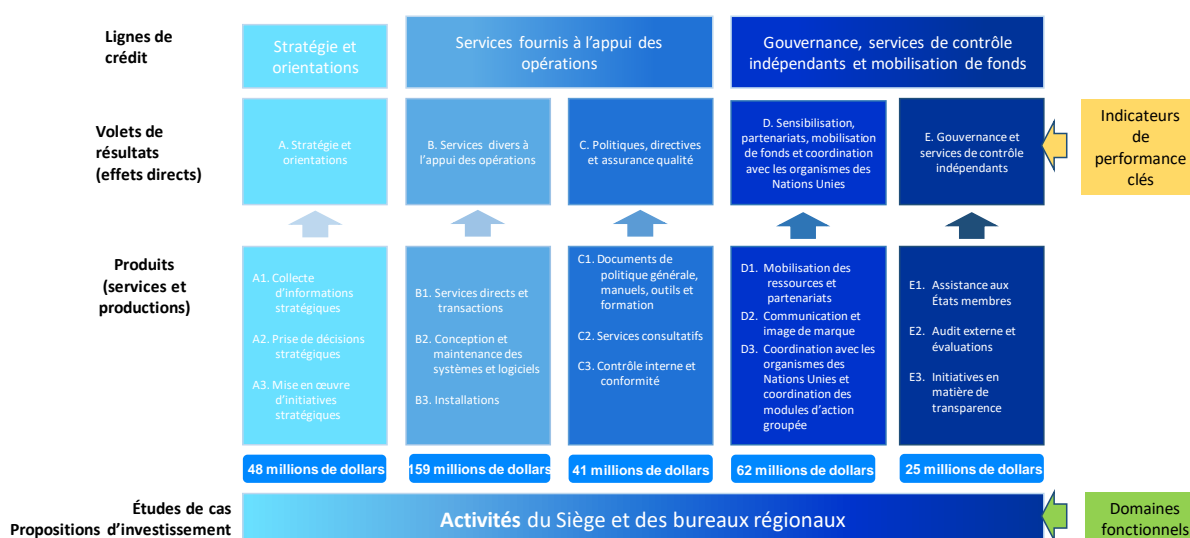 Lignes de
crédit
Stratégie et
orientations
Services fournis à l'appui des
opérations
Gouvernance, services de contrôle
indépendants et mobilisation de fonds
Volets de
résultats
(effets directs)
A. Stratégie et
orientations
B. Services divers à
l'appui des opérations
C. Politiques, directives
et assurance qualité
D. Sensibilisation,
partenariats, mobilisation
de fonds et coordination
avec les organismes des
Nations Unies
E. Gouvernance et
services de contrôle
indépendants
Indicateurs
de
performance
clés
Produits
(services et
productions)
A1. Collecte
d'informations
stratégiques
A2. Prise de décisions
stratégiques
A3. Mise en œuvre
d'initiatives
stratégiques
B1. Services directs et
transactions
B2. Conception et
maintenance des
systèmes et logiciels
B3. Installations
C1. Documents de
politique générale,
manuels, outils et
formation
C2. Services consultatifs
C3. Contrôle interne et
conformité
D1. Mobilisation des
ressources et
partenariats
D2. Communication et
image de marque
D3. Coordination avec les
organismes des
Nations Unies et
coordination des
modules d'action
groupée
E1. Assistance aux
États membres
E2. Audit externe et
évaluations
E3. Initiatives en
matière de
transparence
48 millions de dollars
159 millions de dollars
41 millions de dollars
62 millions de dollars
25 millions de dollars
Études de cas
Propositions d'investissement
Activités du Siège et des bureaux régionaux
Domaines
fonctionnels